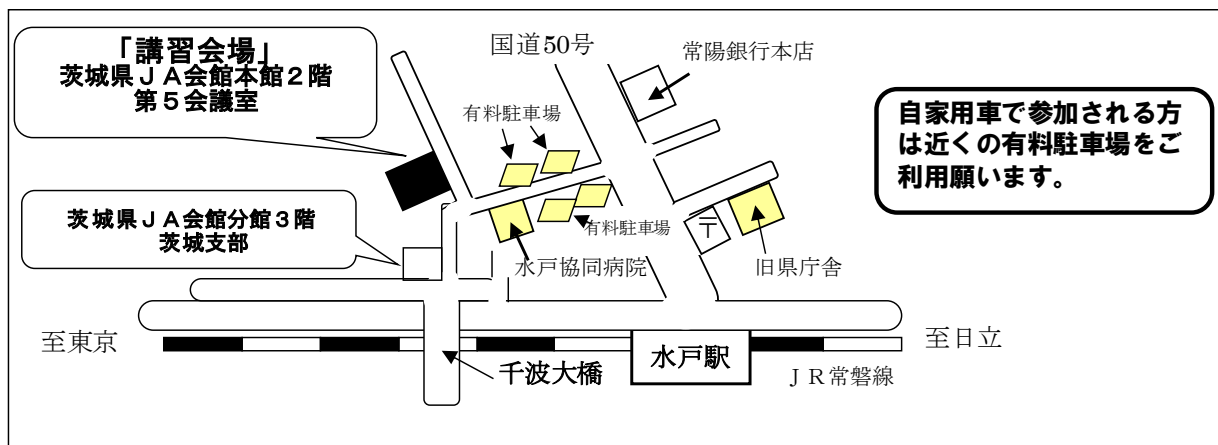 「講習会場」
茨城県ＪＡ会館本館２階
第５会議室
国道50号
常陽銀行本店
有料駐車場
自家用車で参加される方
は近くの有料駐車場をご
利用願います。
茨城県ＪＡ会館分館３階
茨城支部
有料駐車場
〒
水戸協同病院
旧県庁舎
至東京
至日立
水戸駅
千波大橋
ＪＲ常磐線